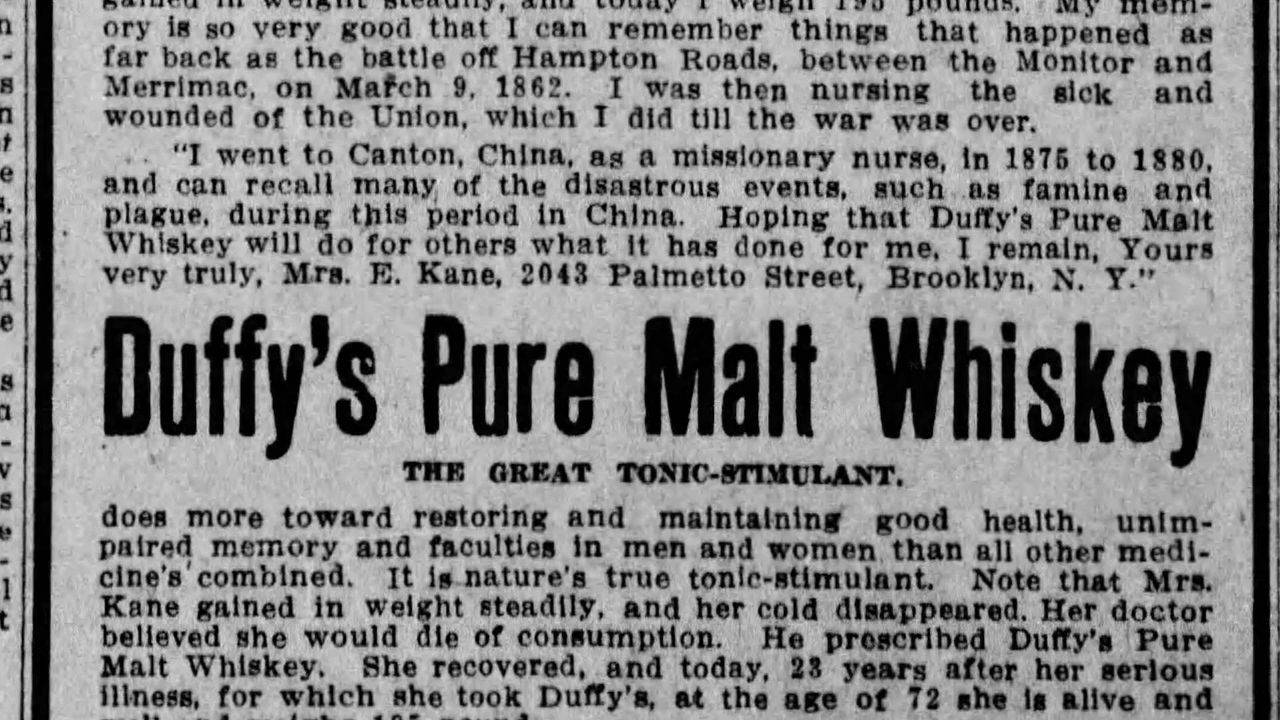 gained in weight steadily, and today I weigh 195 pounds. My mem-
ory is so very good that I can remember things that happened as
far back as the battle off Hampton Roads, between the Monitor and
Merrimac, on March 9, 1862. I was then nursing the sick and
wounded of the Union, which I did till the war was over.
"I went to Canton, China, as a missionary nurse, in 1875 to 1880,
and can recall many of the disastrous events, such as famine and
plague, during this period in China. Hoping that Duffy's Pure Malt
Whiskey will do for others what it has done for me, I remain, Yours
very truly, Mrs. E. Kane, 2043 Palmetto Street, Brooklyn, N. Y."
Duffy's Pure Malt Whiskey
THE GREAT TONIC-STIMULANT.
does more toward restoring and maintaining good health, unim-
paired memory and faculties in men and women than all other medi-
cine's combined. It is nature's true tonic-stimulant. Note that Mrs.
Kane gained in weight steadily, and her cold disappeared. Her doctor
believed she would die of consumption. He prescribed Duffy's Pure
Malt Whiskey. She recovered, and today, 23 years after her serious
illness, for which she took Duffy's, at the age of 72 she is alive and